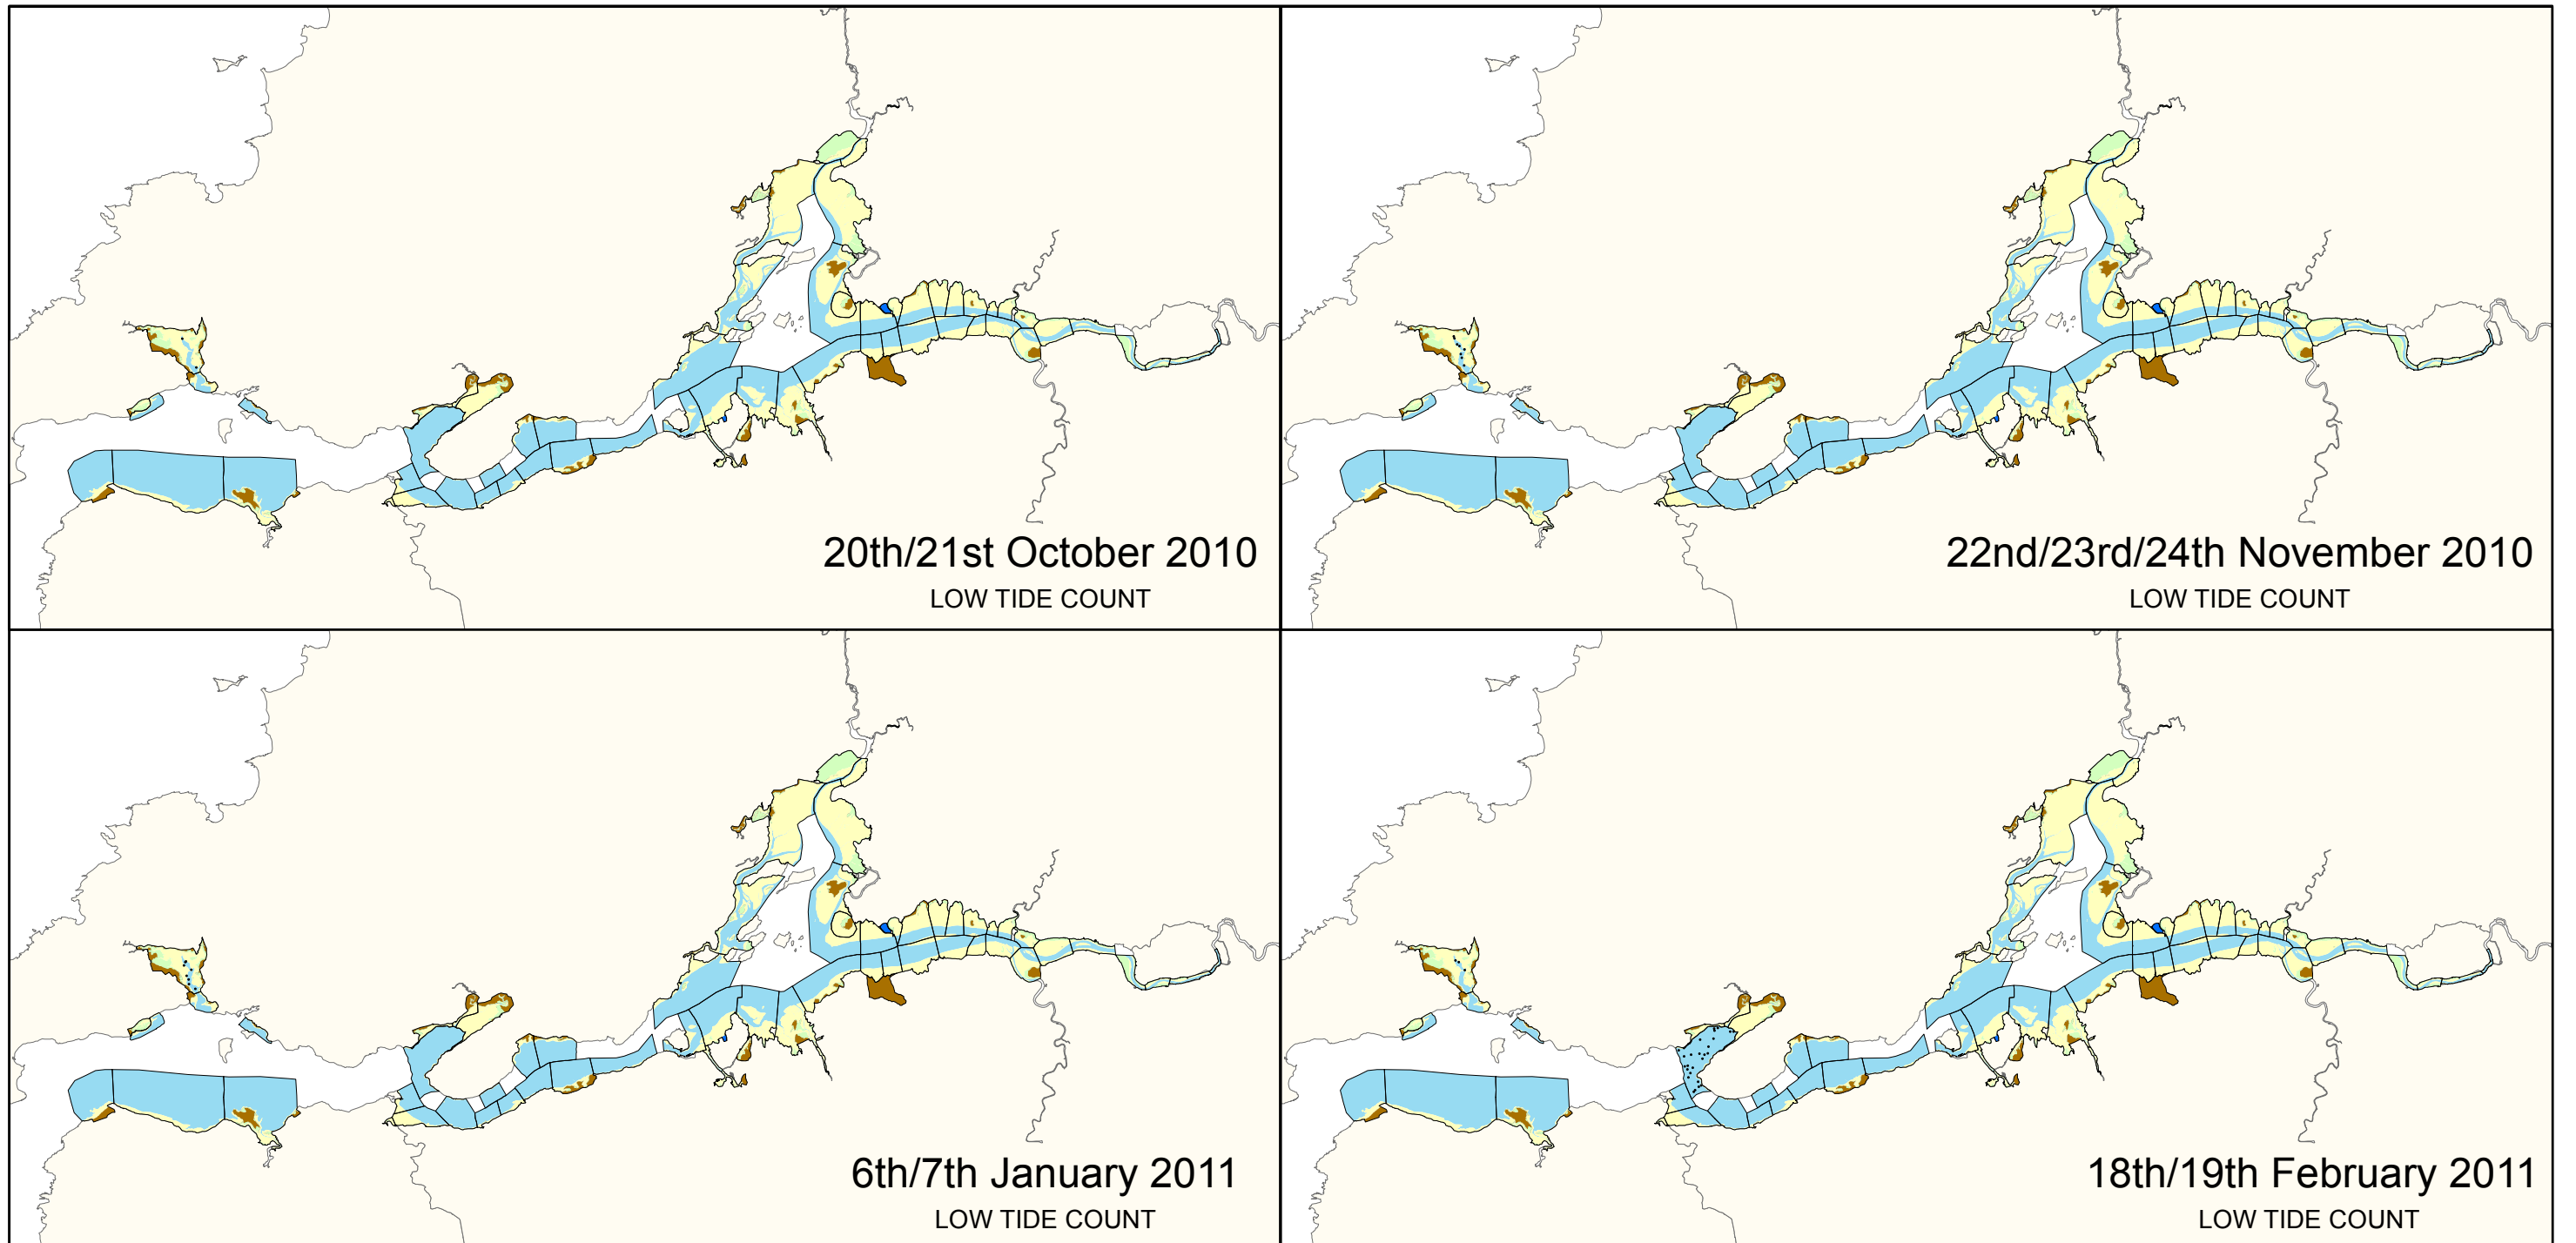 20th/21st October 2010
LOW TIDE COUNT
22nd/23rd/24th November 2010
LOW TIDE COUNT
6th/7th January 2011
LOW TIDE COUNT
18th/19th February 2011
LOW TIDE COUNT